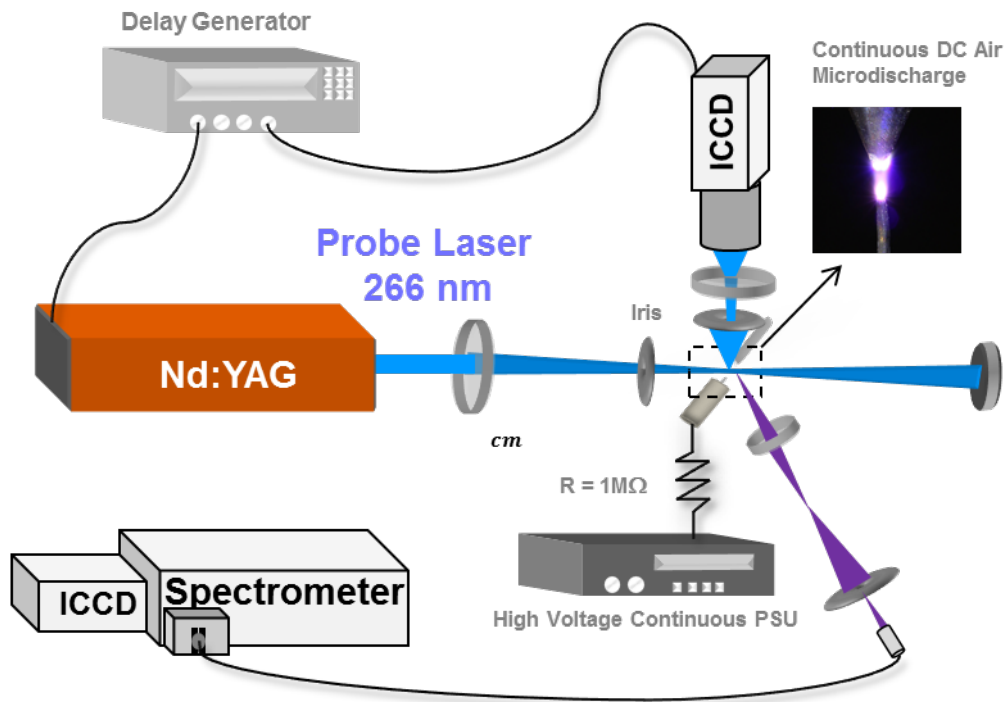 Delay Generator
Continuous DC Air
Microdischarge
ICCD
Probe Laser
266 nm
Iris
Nd:YAG
cm
R = 1MΩ
ICCD
Spectrometer
High Voltage Continuous PSU